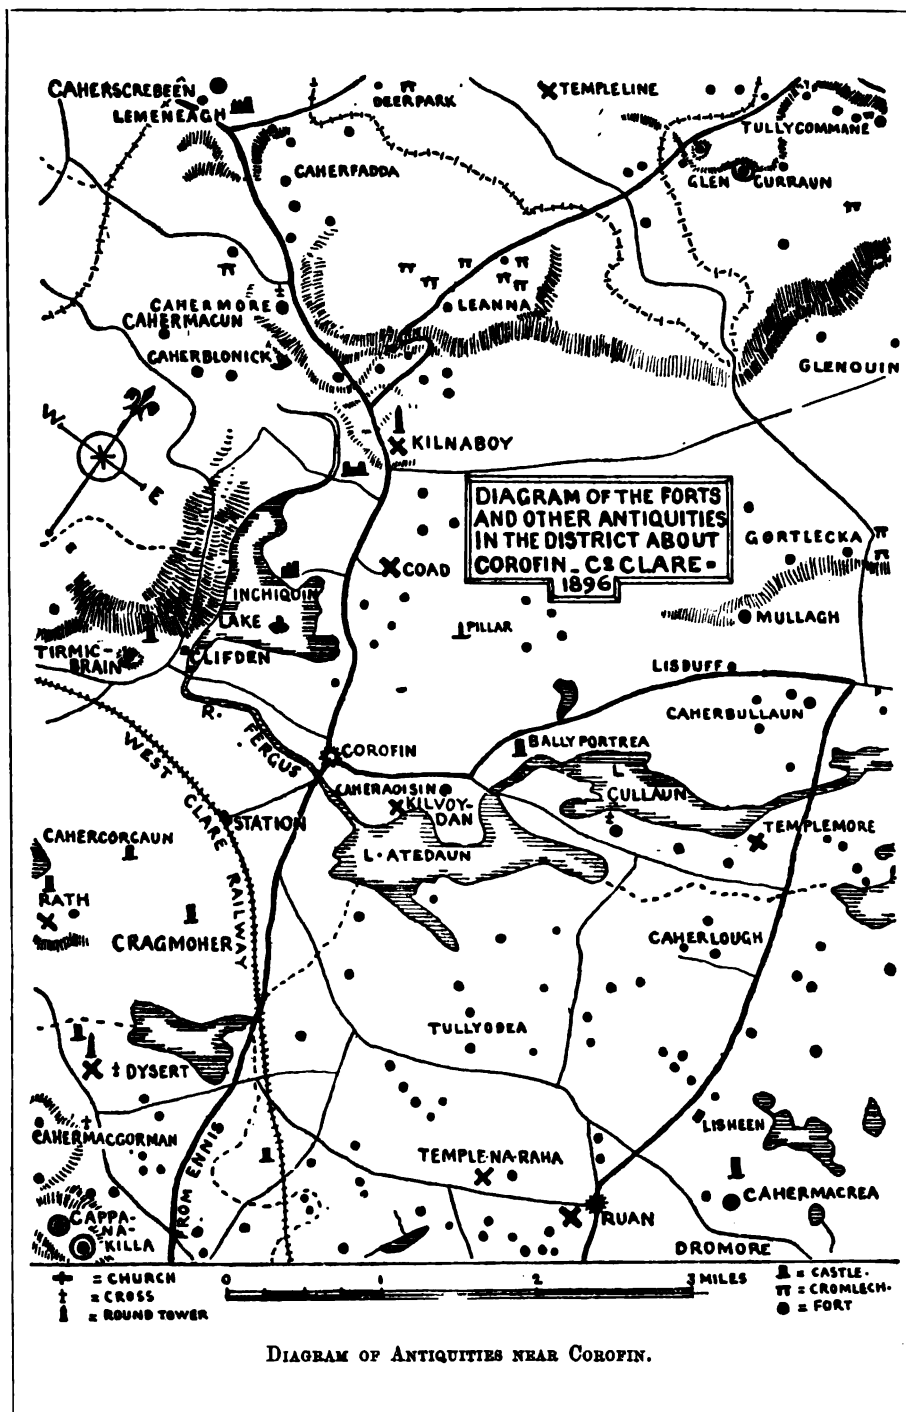 CAHERSCREBEEN
LEMENEAGH
DEERPARK
TEMPLELINE
TULLYCOMMANE
CAHERFADDA
GLEN CURRAUN
CAHERMORE
CAHERMACUN
LEANNA
CAHERBLONICK
GLENQUIN
W
E
KILNABOY
DIAGRAM OF THE FORTS
AND OTHER ANTIQUITIES
IN THE DISTRICT ABOUT
COROFIN - Co CLARE -
1896
GORTLECKA
COAD
INCHIQUIN
LAKE
PILLAR
MULLAGH
TIRMIC-
BRAIN
CLIFDEN
LISDUFF
R. FERGUS
CAHERBULLAUN
COROFIN
BALLYPORTREA
WEST CLARE RAILWAY
L
CULLAUN
CAHERAOISIN
KILVOY-
DAN
STATION
TEMPLEMORE
CAHERCORCAUN
L. ATEDAUN
RATH
CRAGMOHER
CAHERLOUGH
TULLYODEA
DYSERT
CAHERMACGORMAN
LISHEEN
FROM ENNIS
TEMPLE-NA-RAHA
CAHERMACREA
CAPPA-
NA-
KILLA
RUAN
DROMORE
= CHURCH
= CROSS
= ROUND TOWER
0 1 2 3 MILES
= CASTLE.
= CROMLECH.
= FORT
DIAGRAM OF ANTIQUITIES NEAR COROFIN.